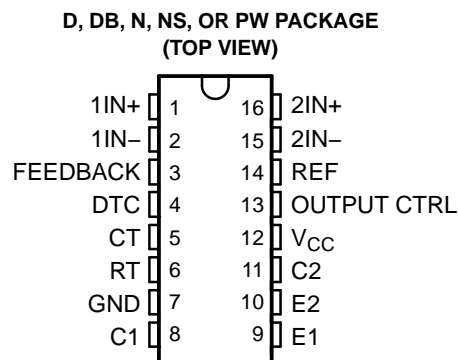 D, DB, N, NS, OR PW PACKAGE
(TOP VIEW)
1IN+ 1 16 2IN+
1IN− 2 15 2IN−
FEEDBACK 3 14 REF
DTC 4 13 OUTPUT CTRL
CT 5 12 VCC
RT 6 11 C2
GND 7 10 E2
C1 8 9 E1